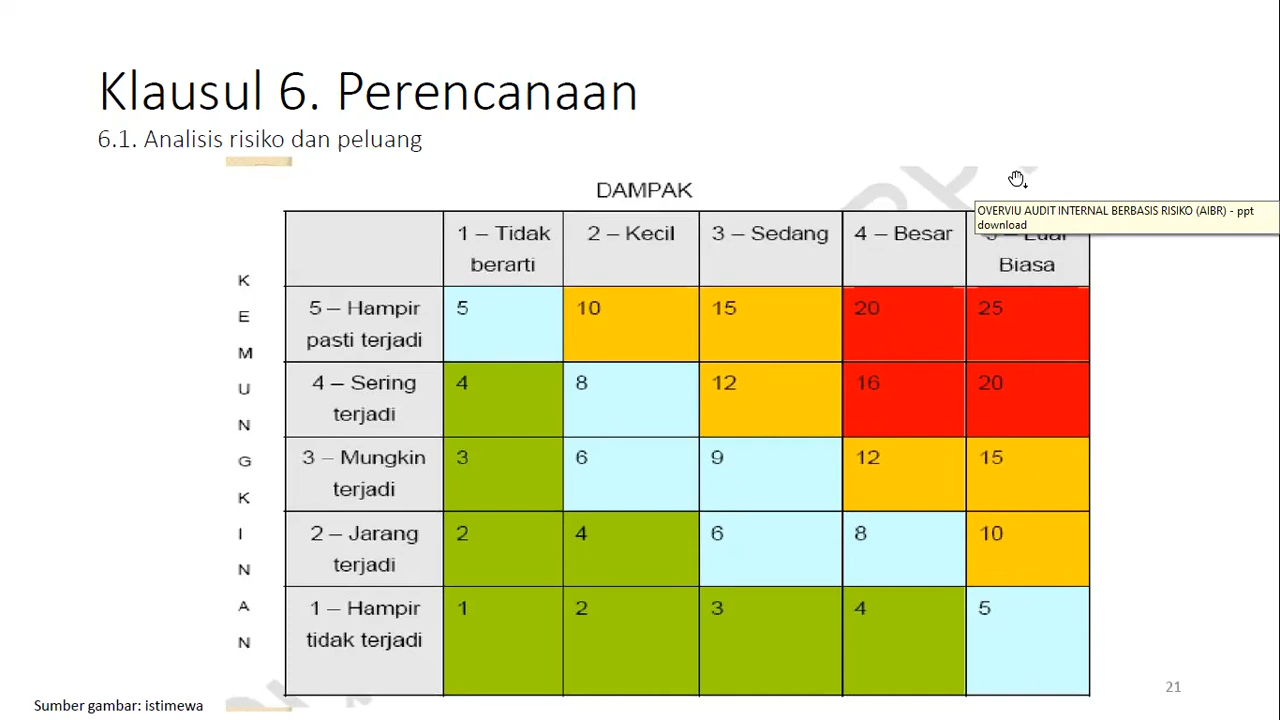 Klausul 6. Perencanaan
6.1. Analisis risiko dan peluang
DAMPAK
OVERVIU AUDIT INTERNAL BERBASIS RISIKO (AIBR) - ppt
download
1 – Tidak berarti
2 – Kecil
3 – Sedang
4 – Besar
5 – Luar Biasa
KEMUNGKINAN
5 – Hampir pasti terjadi
5
10
15
20
25
4 – Sering terjadi
4
8
12
16
20
3 – Mungkin terjadi
3
6
9
12
15
2 – Jarang terjadi
2
4
6
8
10
1 – Hampir tidak terjadi
1
2
3
4
5
21
Sumber gambar: istimewa